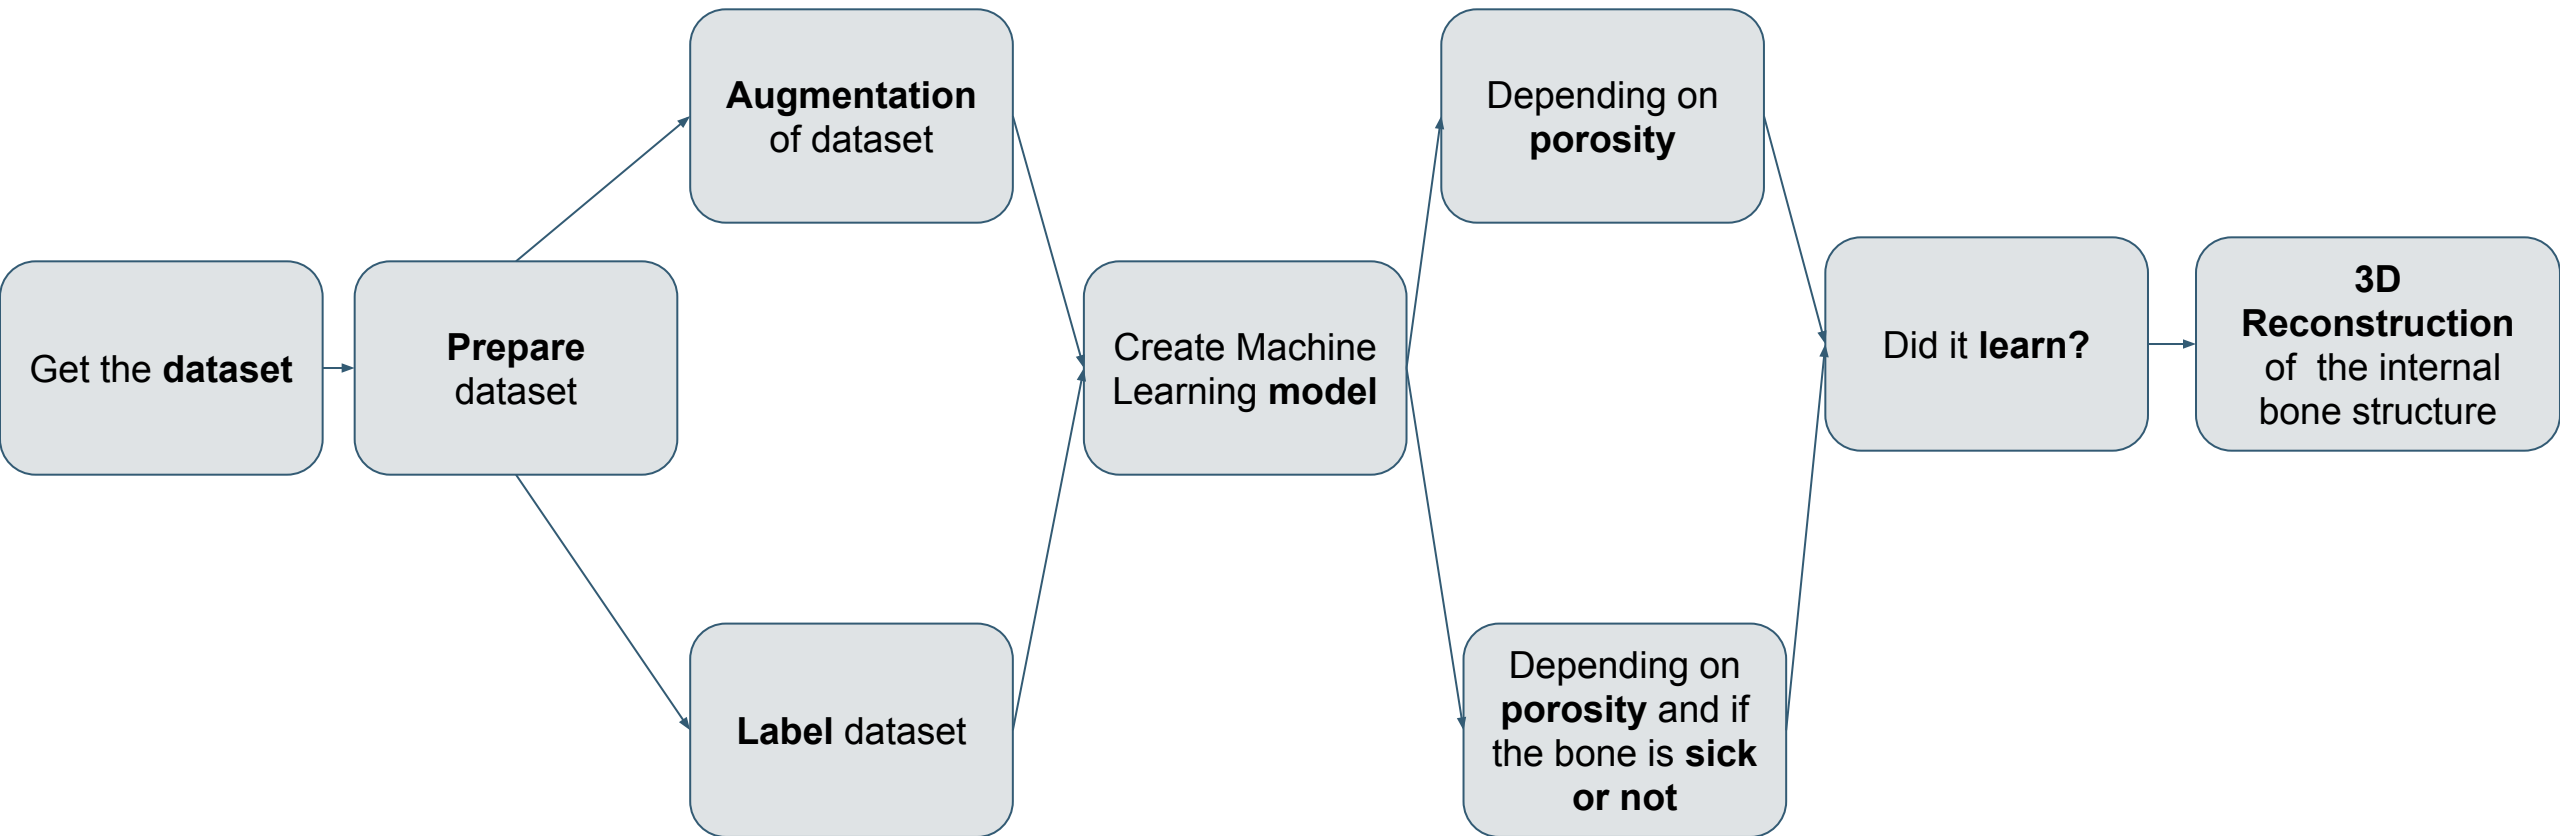 Get the dataset
Prepare
dataset
Augmentation
of dataset
Label dataset
Create Machine
Learning model
Depending on
porosity
Depending on
porosity and if
the bone is sick
or not
Did it learn?
3D
Reconstruction
of  the internal
bone structure